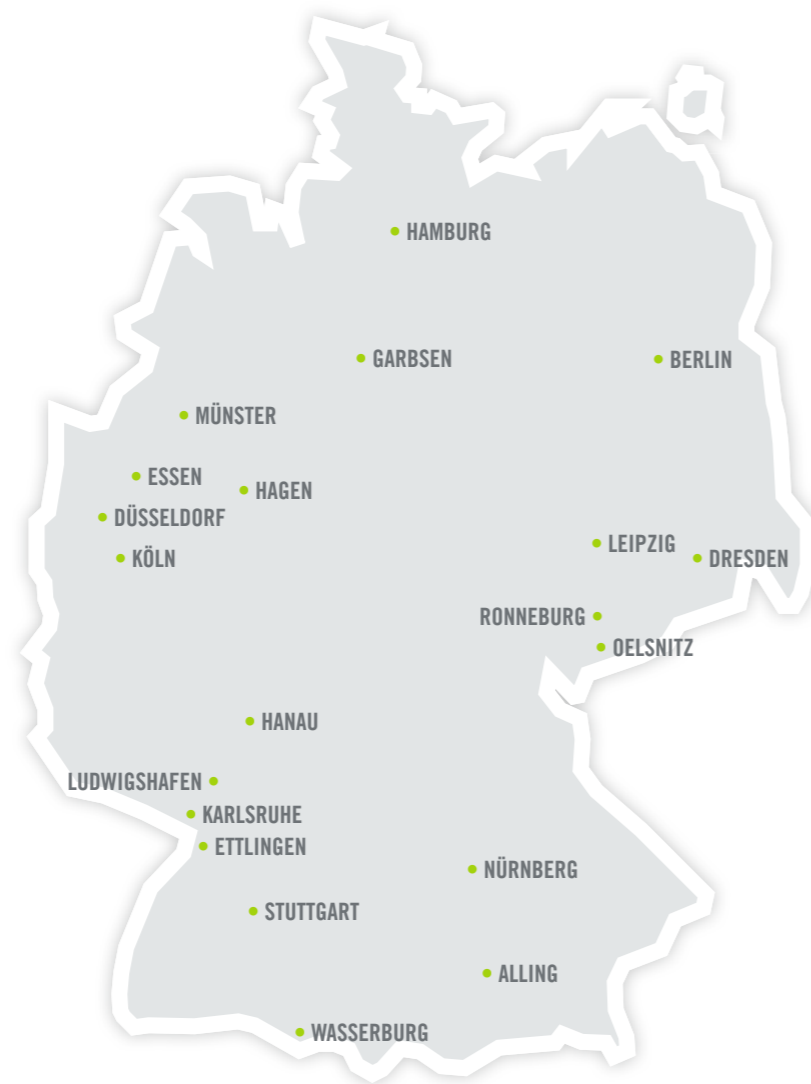 HAMBURG
GARBSEN
BERLIN
MÜNSTER
ESSEN
HAGEN
DÜSSELDORF
LEIPZIG
KÖLN
DRESDEN
RONNEBURG
OELSNITZ
HANAU
LUDWIGSHAFEN
KARLSRUHE
ETTLINGEN
NÜRNBERG
STUTTGART
ALLING
WASSERBURG